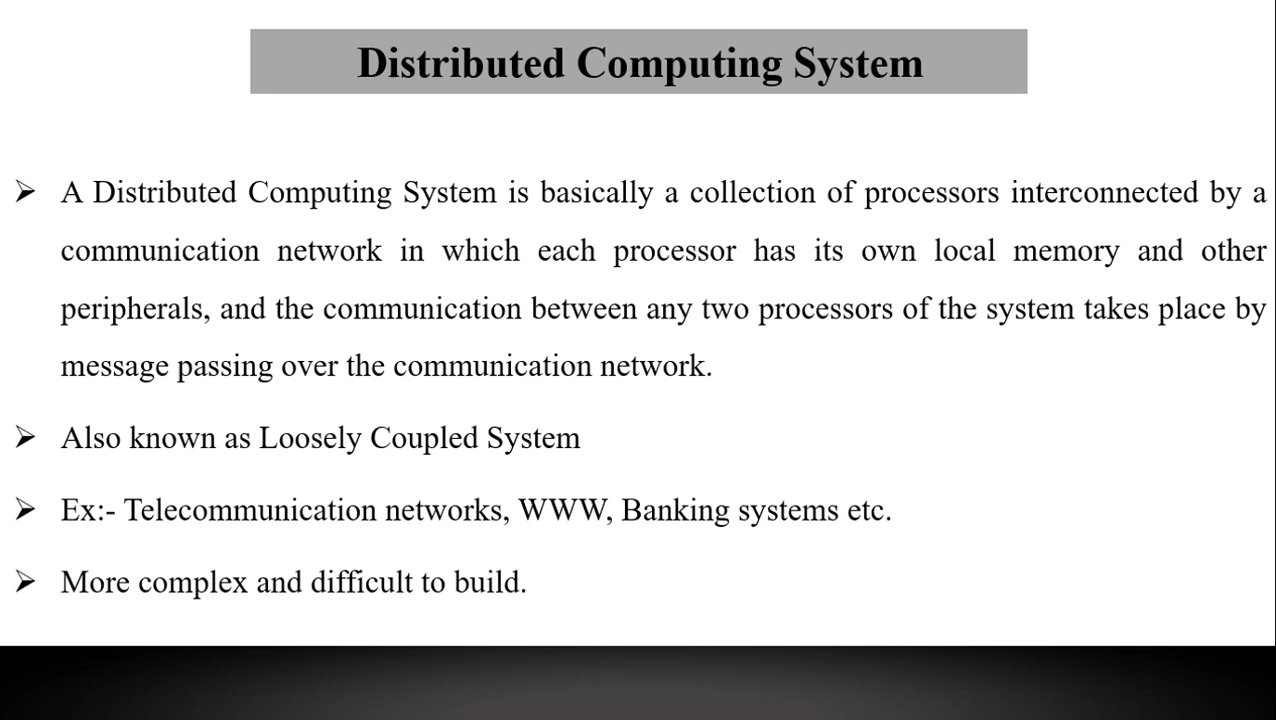 Distributed Computing System
➢ A Distributed Computing System is basically a collection of processors interconnected by a
communication network in which each processor has its own local memory and other
peripherals, and the communication between any two processors of the system takes place by
message passing over the communication network.
➢ Also known as Loosely Coupled System
➢ Ex:- Telecommunication networks, WWW, Banking systems etc.
➢ More complex and difficult to build.